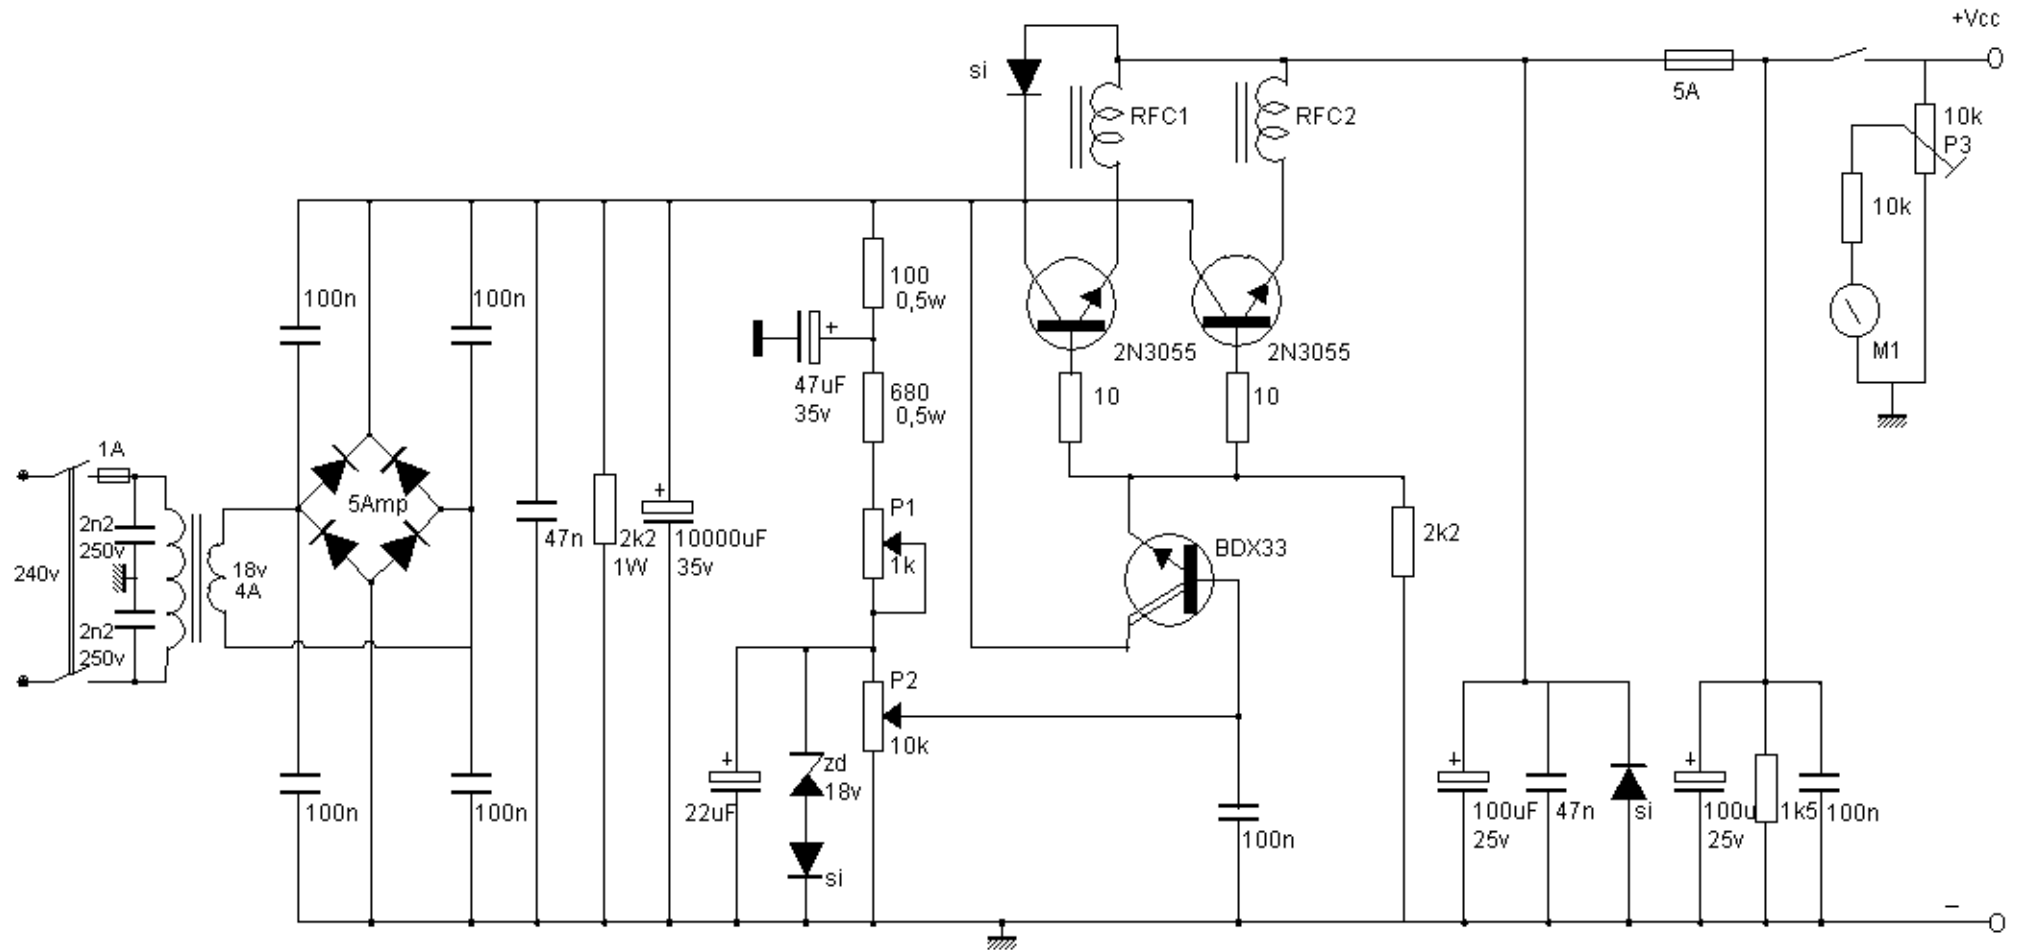 +Vcc
si
RFC1
RFC2
5A
10k
P3
10k
M1
100n
100n
100
0,5w
+
47uF
35v
680
0,5w
2N3055
2N3055
10
10
1A
5Amp
2n2
250v
240v
18v
4A
2n2
250v
47n
2k2
1W
+
10000uF
35v
P1
1k
BDX33
2k2
P2
10k
100n
100n
+
22uF
zd
18v
si
100n
+
100uF
25v
47n
si
+
100u
25v
1k5
100n
–